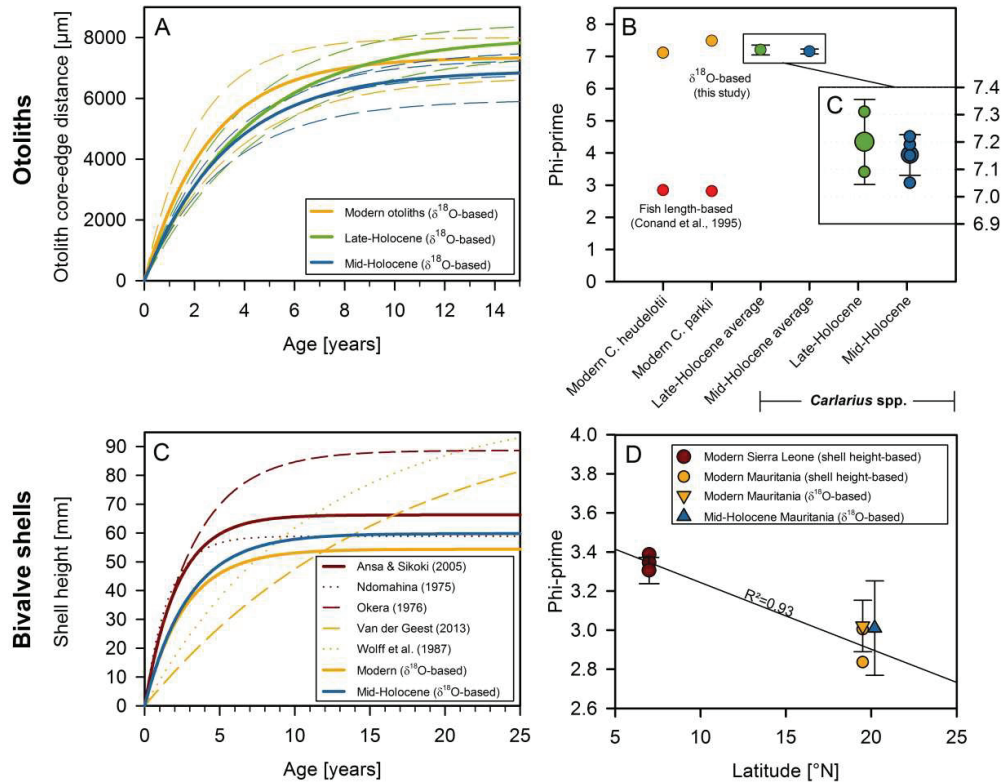 Otoliths
A
Otolith core-edge distance [µm]
8000
6000
4000
2000
0
Modern otoliths (δ18O-based)
Late-Holocene (δ18O-based)
Mid-Holocene (δ18O-based)
0 2 4 6 8 10 12 14
Age [years]
B
Phi-prime
8
7
6
5
4
3
2
1
0
δ18O-based
(this study)
Fish length-based
(Conand et al., 1995)
C
7.4
7.3
7.2
7.1
7.0
6.9
Modern C. heudelotii
Modern C. parkii
Late-Holocene average
Mid-Holocene average
Late-Holocene
Mid-Holocene
Carlarius spp.
Bivalve shells
C
Shell height [mm]
90
80
70
60
50
40
30
20
10
0
Ansa & Sikoki (2005)
Ndomahina (1975)
Okera (1976)
Van der Geest (2013)
Wolff et al. (1987)
Modern (δ18O-based)
Mid-Holocene (δ18O-based)
0 5 10 15 20 25
Age [years]
D
Phi-prime
4.0
3.8
3.6
3.4
3.2
3.0
2.8
2.6
Modern Sierra Leone (shell height-based)
Modern Mauritania (shell height-based)
Modern Mauritania (δ18O-based)
Mid-Holocene Mauritania (δ18O-based)
R²=0.93
5 10 15 20 25
Latitude [°N]